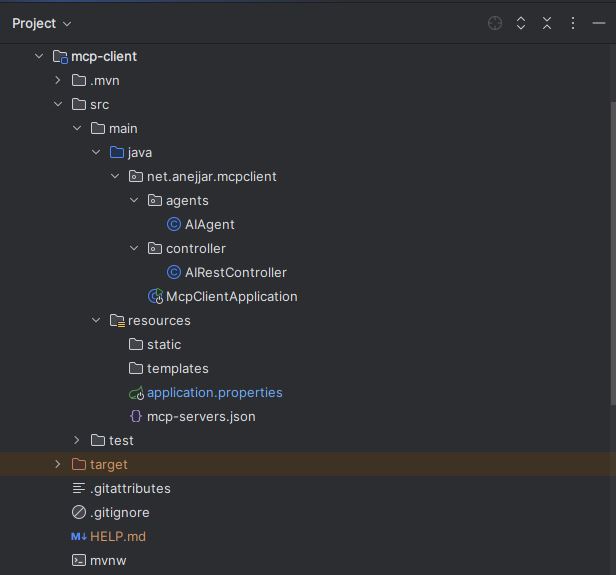 Project
mcp-client
.mvn
src
main
java
net.anejjar.mcpclient
agents
AIAgent
controller
AIRestController
McpClientApplication
resources
static
templates
application.properties
mcp-servers.json
test
target
.gitattributes
.gitignore
HELP.md
mvnw